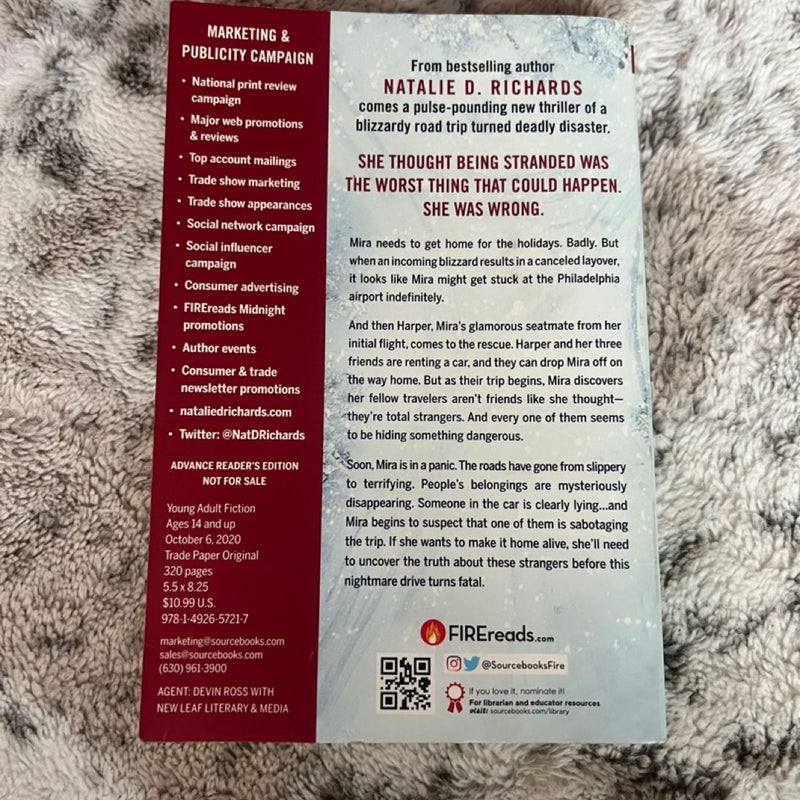 MARKETING &
PUBLICITY CAMPAIGN
• National print review
campaign
• Major web promotions
& reviews
• Top account mailings
• Trade show marketing
• Trade show appearances
• Social network campaign
• Social influencer
campaign
• Consumer advertising
• FIREreads Midnight
promotions
• Author events
• Consumer & trade
newsletter promotions
• nataliedrichards.com
• Twitter: @NatDRichards
ADVANCE READER'S EDITION
NOT FOR SALE
Young Adult Fiction
Ages 14 and up
October 6, 2020
Trade Paper Original
320 pages
5.5 x 8.25
$10.99 U.S.
978-1-4926-5721-7
marketing@sourcebooks.com
sales@sourcebooks.com
(630) 961-3900
AGENT: DEVIN ROSS WITH
NEW LEAF LITERARY & MEDIA
From bestselling author
NATALIE D. RICHARDS
comes a pulse-pounding new thriller of a
blizzardy road trip turned deadly disaster.
SHE THOUGHT BEING STRANDED WAS
THE WORST THING THAT COULD HAPPEN.
SHE WAS WRONG.
Mira needs to get home for the holidays. Badly. But
when an incoming blizzard results in a canceled layover,
it looks like Mira might get stuck at the Philadelphia
airport indefinitely.
And then Harper, Mira's glamorous seatmate from her
initial flight, comes to the rescue. Harper and her three
friends are renting a car, and they can drop Mira off on
the way home. But as their trip begins, Mira discovers
her fellow travelers aren't friends like she thought—
they're total strangers. And every one of them seems
to be hiding something dangerous.
Soon, Mira is in a panic. The roads have gone from slippery
to terrifying. People's belongings are mysteriously
disappearing. Someone in the car is clearly lying...and
Mira begins to suspect that one of them is sabotaging
the trip. If she wants to make it home alive, she'll need
to uncover the truth about these strangers before this
nightmare drive turns fatal.
FIREreads.com
@SourcebooksFire
If you love it, nominate it!
For librarian and educator resources
visit: sourcebooks.com/library